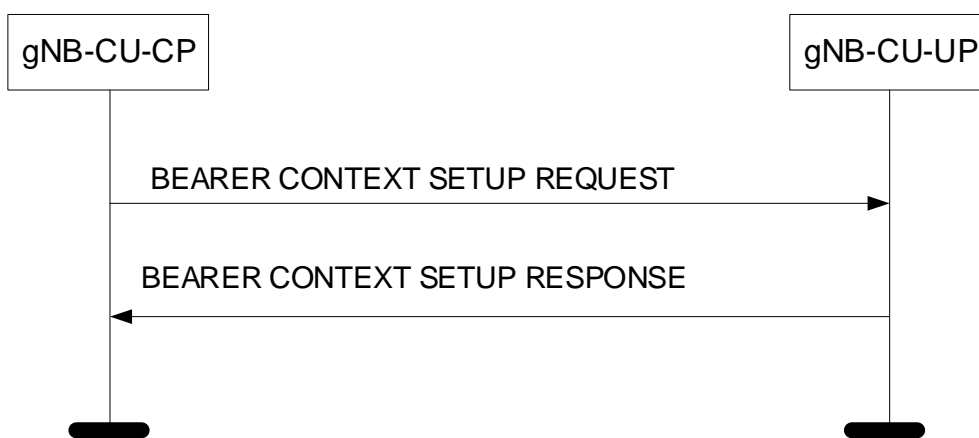 gNB-CU-CP
gNB-CU-UP
BEARER CONTEXT SETUP REQUEST
BEARER CONTEXT SETUP RESPONSE